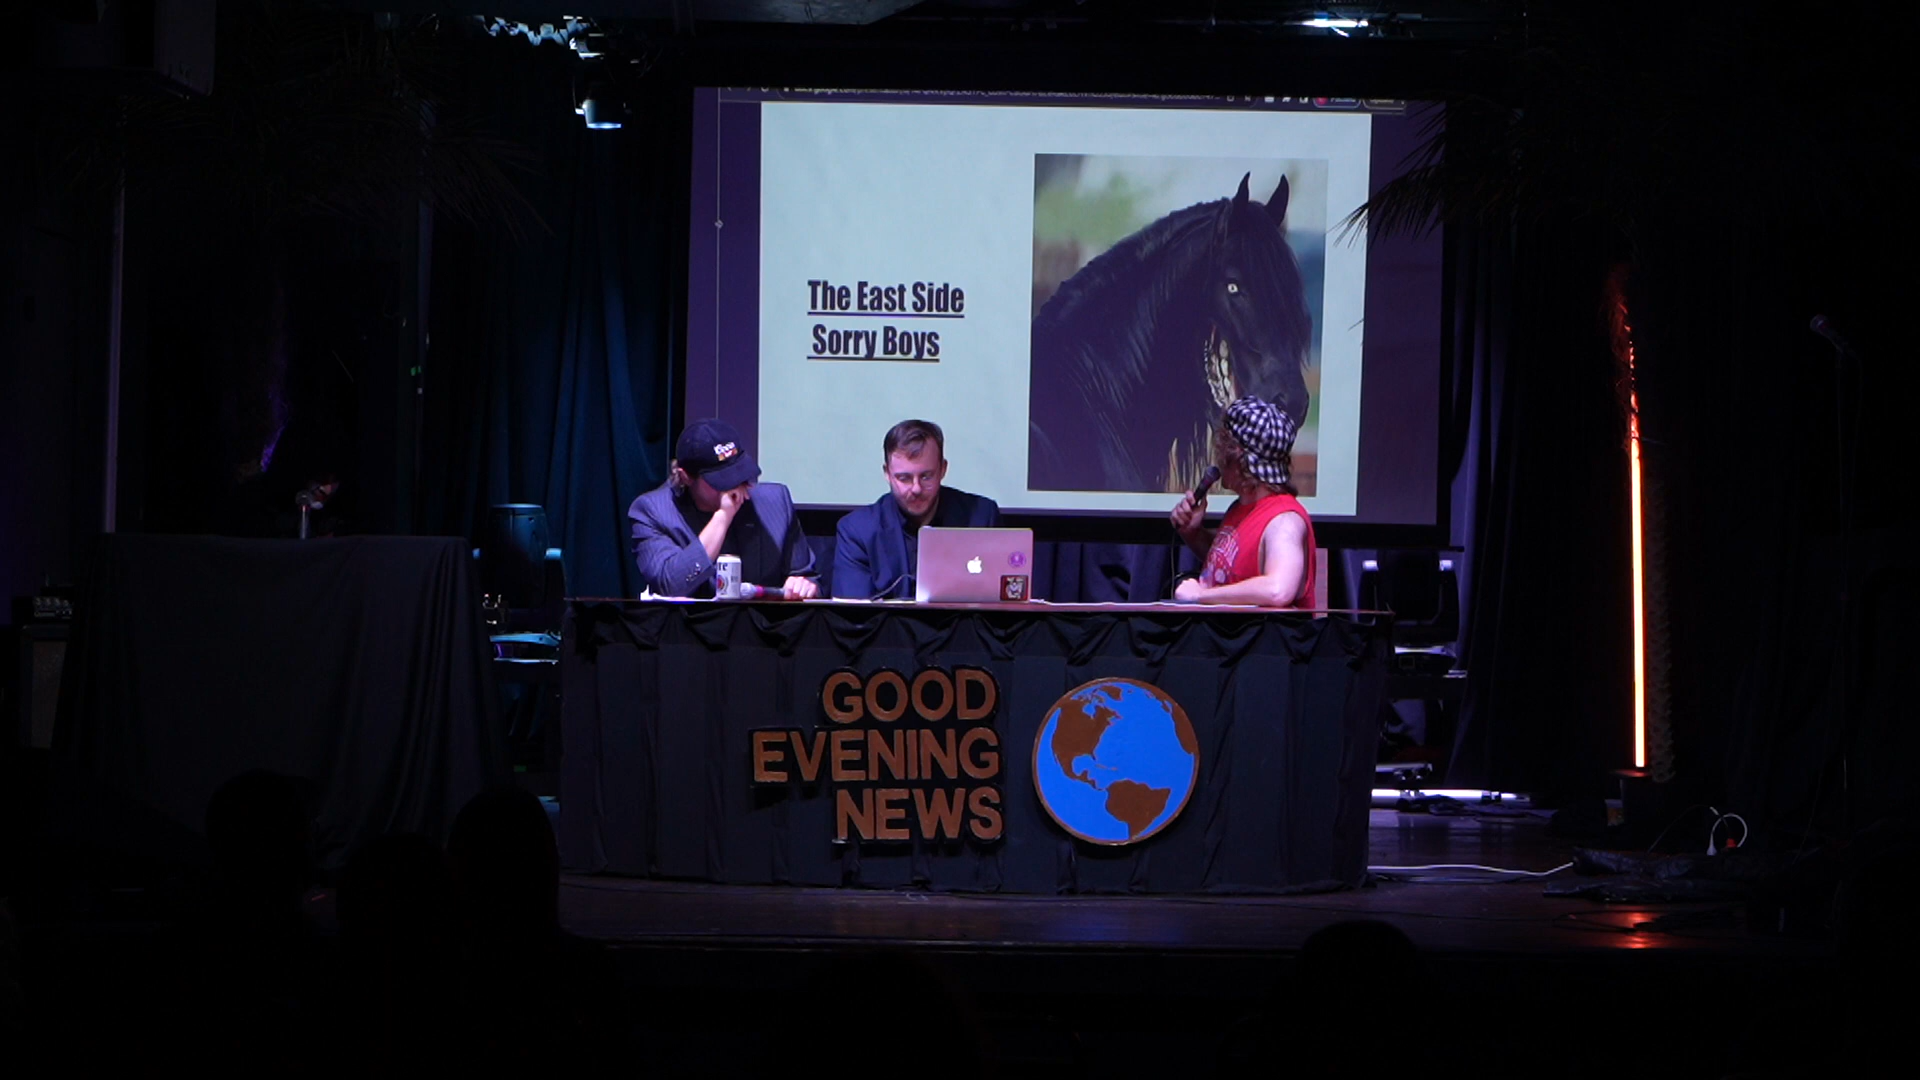 The East Side
Sorry Boys
GOOD
EVENING
NEWS